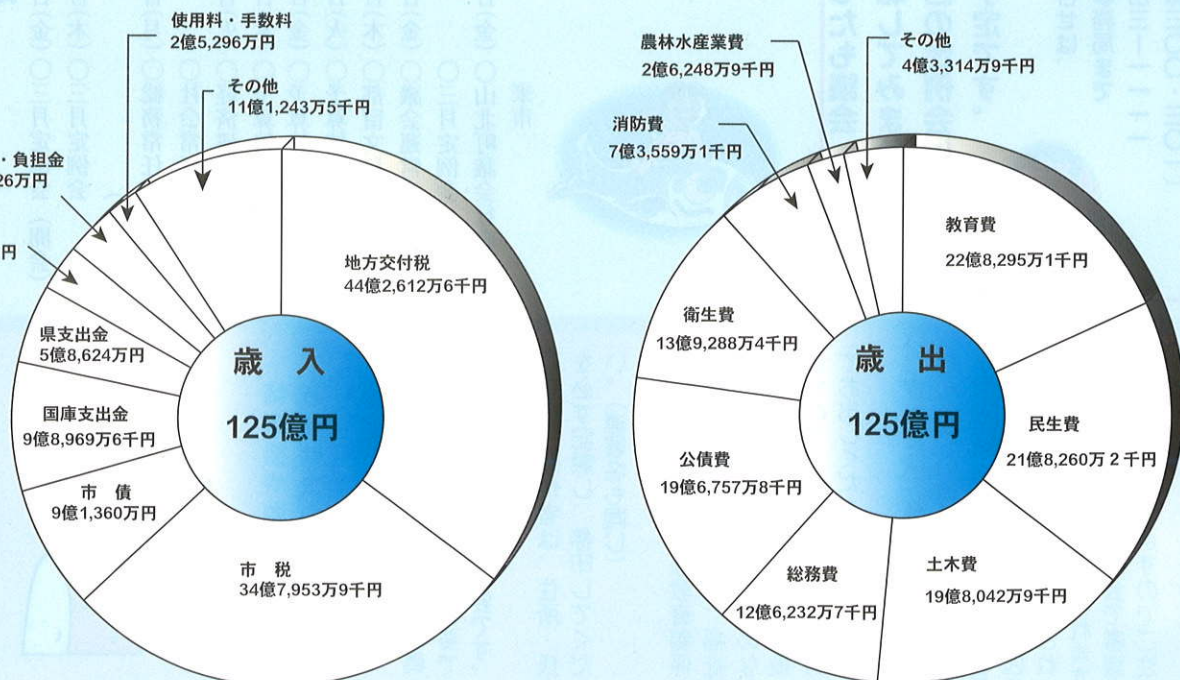 使用料・手数料
2億5,296万円
その他
11億1,243万5千円
・負担金
26万円
円
県支出金
5億8,624万円
国庫支出金
9億8,969万6千円
市　債
9億1,360万円
市　税
34億7,953万9千円
地方交付税
44億2,612万6千円
歳　入
125億円
農林水産業費
2億6,248万9千円
その他
4億3,314万9千円
消防費
7億3,559万1千円
教育費
22億8,295万1千円
衛生費
13億9,288万4千円
民生費
21億8,260万２千円
公債費
19億6,757万8千円
総務費
12億6,232万7千円
土木費
19億8,042万9千円
歳　出
125億円